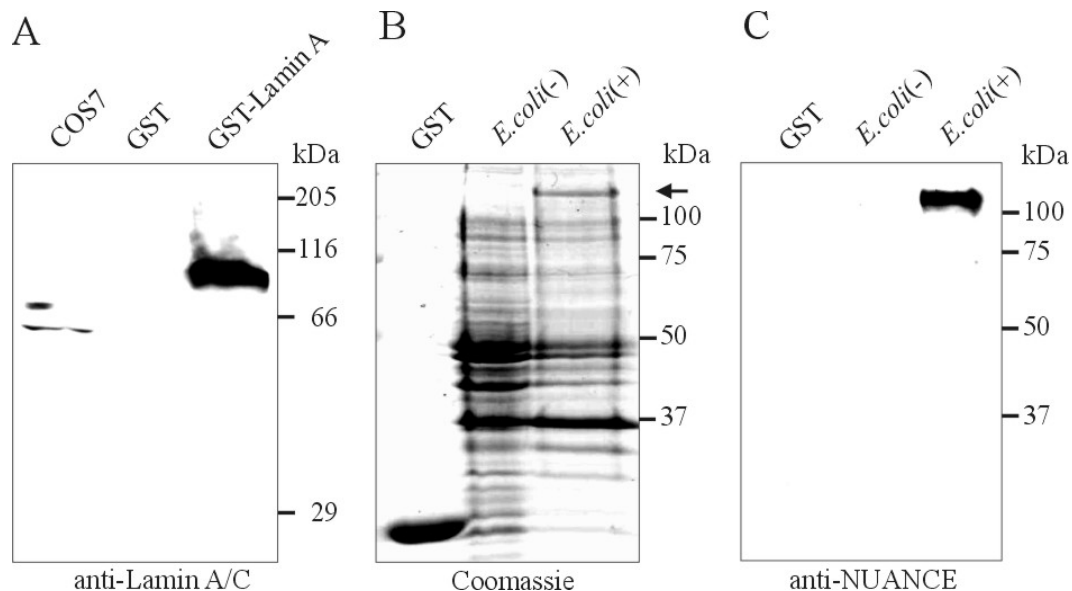 A
COS7
GST
GST-Lamin A
kDa
205
116
66
29
anti-Lamin A/C
B
GST
E.coli(-)
E.coli(+)
kDa
100
75
50
37
Coomassie
C
GST
E.coli(-)
E.coli(+)
kDa
100
75
50
37
anti-NUANCE